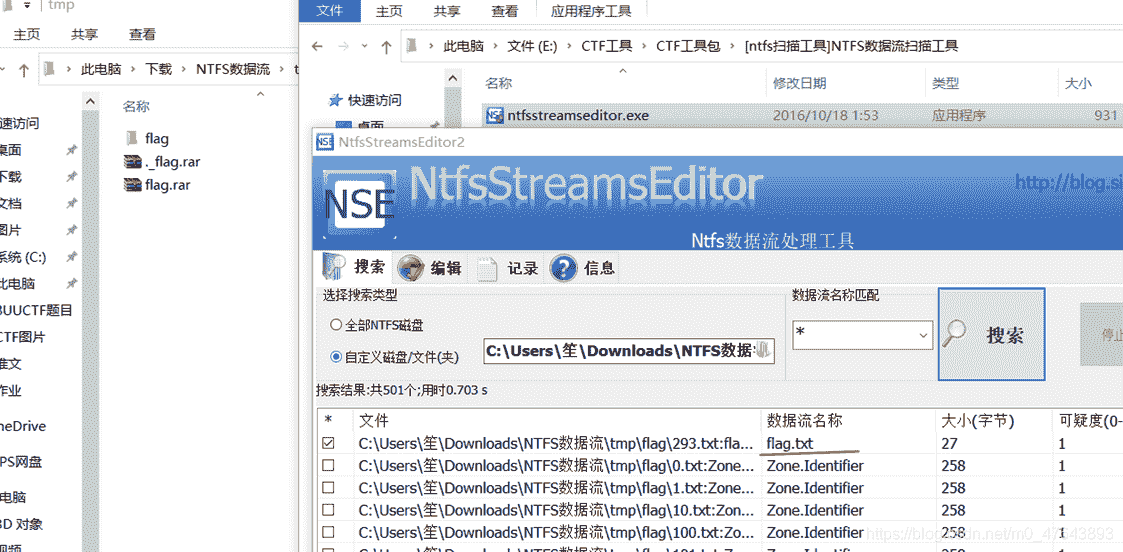 tmp
主页 共享 查看
此电脑 下载 NTFS数据流
名称
速访问
桌面
下载
文档
图片
系统 (C:)
此电脑
BUUCTF题目
CTF图片
推文
作业
neDrive
PS网盘
电脑
3D 对象
视频
flag
._flag.rar
flag.rar
文件 主页 共享 查看 应用程序工具
此电脑 文件 (E:) CTF工具 CTF工具包 [ntfs扫描工具]NTFS数据流扫描工具
名称 修改日期 类型 大小
快速访问
桌面
ntfsstreamseditor.exe 2016/10/18 1:53 应用程序 931
NSE NtfsStreamsEditor2
NSE NtfsStreamsEditor
http://blog.si
Ntfs数据流处理工具
搜索 编辑 记录 信息
选择搜索类型 数据流名称匹配
全部NTFS磁盘
自定义磁盘/文件(夹) C:\Users\笙\Downloads\NTFS数据 * 搜索 停止
搜索结果:共501个;用时0.703 s
* 文件 数据流名称 大小(字节) 可疑度(0-
C:\Users\笙\Downloads\NTFS数据流\tmp\flag\293.txt:fla... flag.txt 27 1
C:\Users\笙\Downloads\NTFS数据流\tmp\flag\0.txt:Zone... Zone.Identifier 258 1
C:\Users\笙\Downloads\NTFS数据流\tmp\flag\1.txt:Zone... Zone.Identifier 258 1
C:\Users\笙\Downloads\NTFS数据流\tmp\flag\10.txt:Zon... Zone.Identifier 258 1
C:\Users\笙\Downloads\NTFS数据流\tmp\flag\100.txt:Zo... Zone.Identifier 258 1